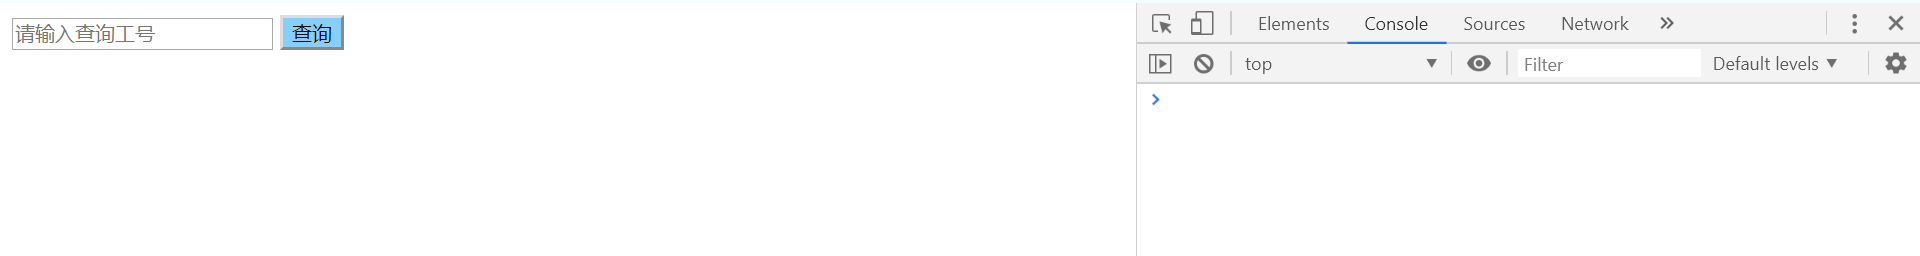 请输入查询工号 查询
Elements Console Sources Network
top Filter Default levels